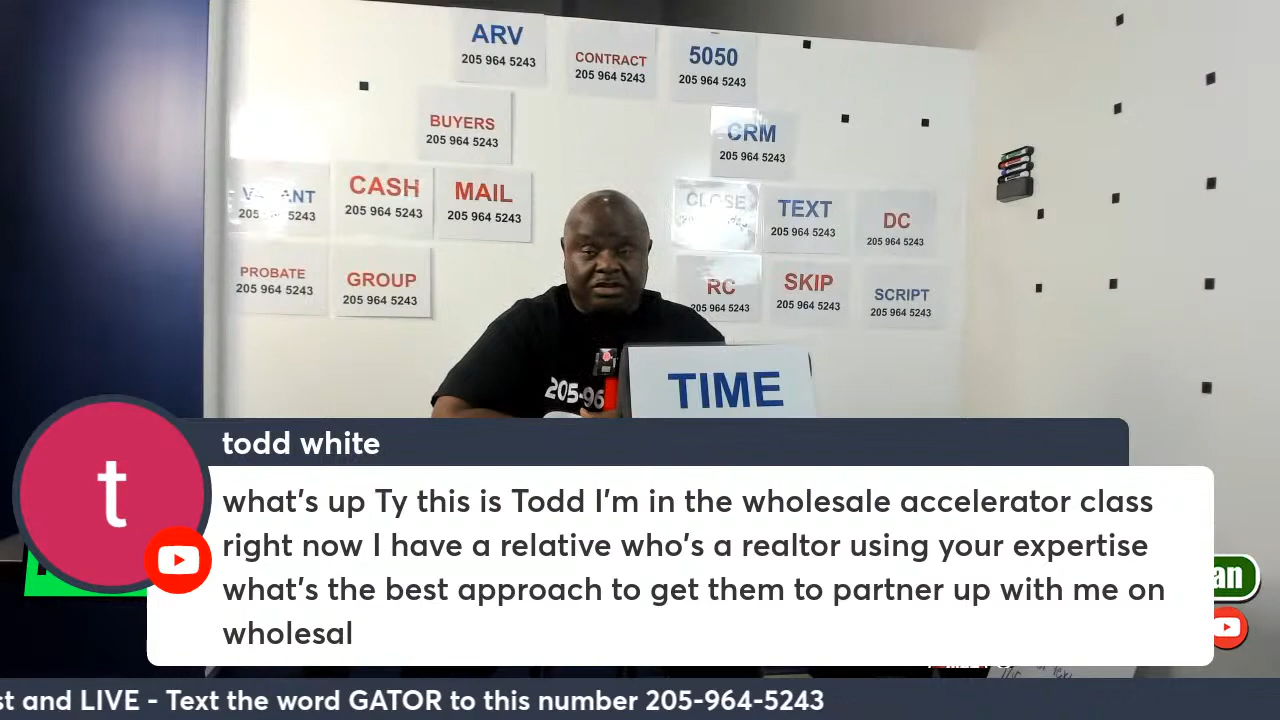 ARV
205 964 5243
CONTRACT
205 964 5243
5050
205 964 5243
BUYERS
205 964 5243
CRM
205 964 5243
CASH
205 964 5243
MAIL
205 964 5243
CLOSE
TEXT
205 964 5243
DC
205 964 5243
PROBATE
205 964 5243
GROUP
205 964 5243
RC
205 964 5243
SKIP
205 964 5243
SCRIPT
205 964 5243
205-96
TIME
t
todd white
what's up Ty this is Todd I'm in the wholesale accelerator class
right now I have a relative who's a realtor using your expertise
what's the best approach to get them to partner up with me on
wholesal
an
st and LIVE - Text the word GATOR to this number 205-964-5243